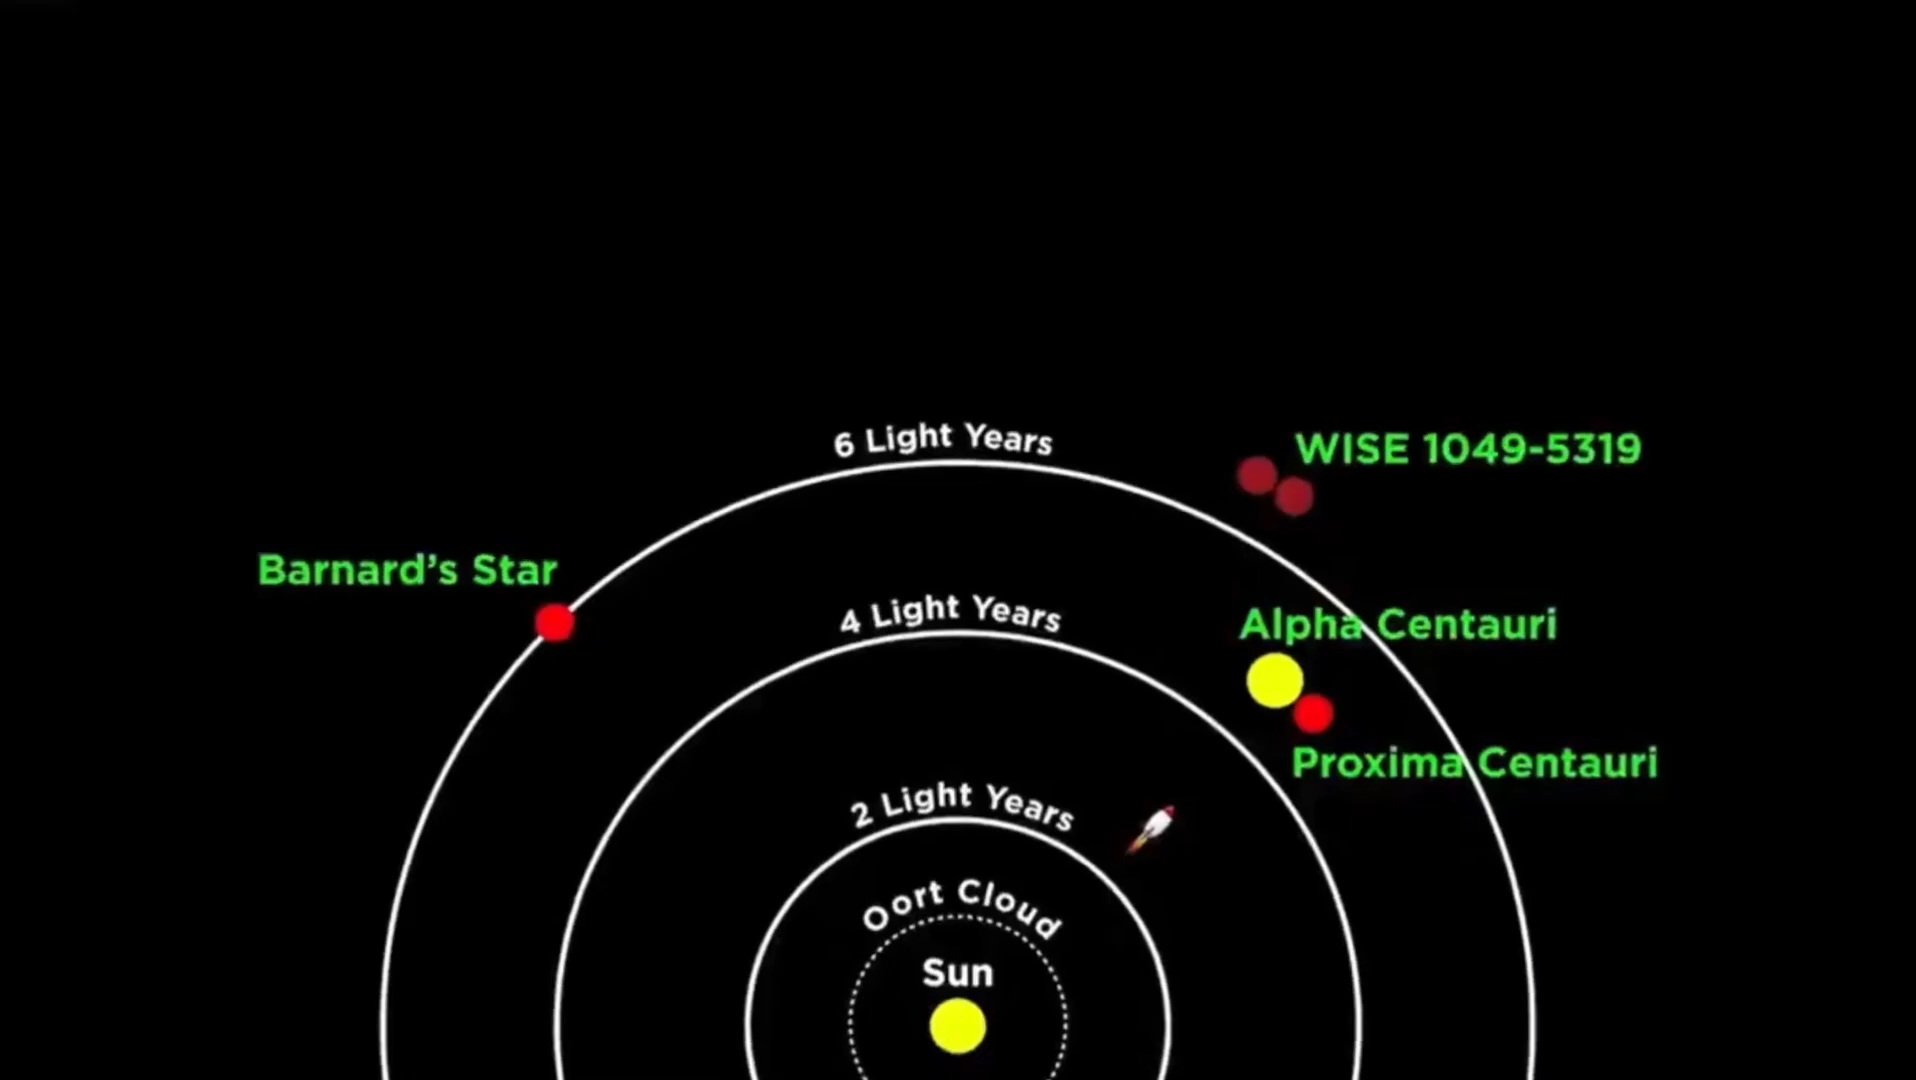 6 Light Years
WISE 1049-5319
Barnard's Star
4 Light Years
Alpha Centauri
Proxima Centauri
2 Light Years
Oort Cloud
Sun